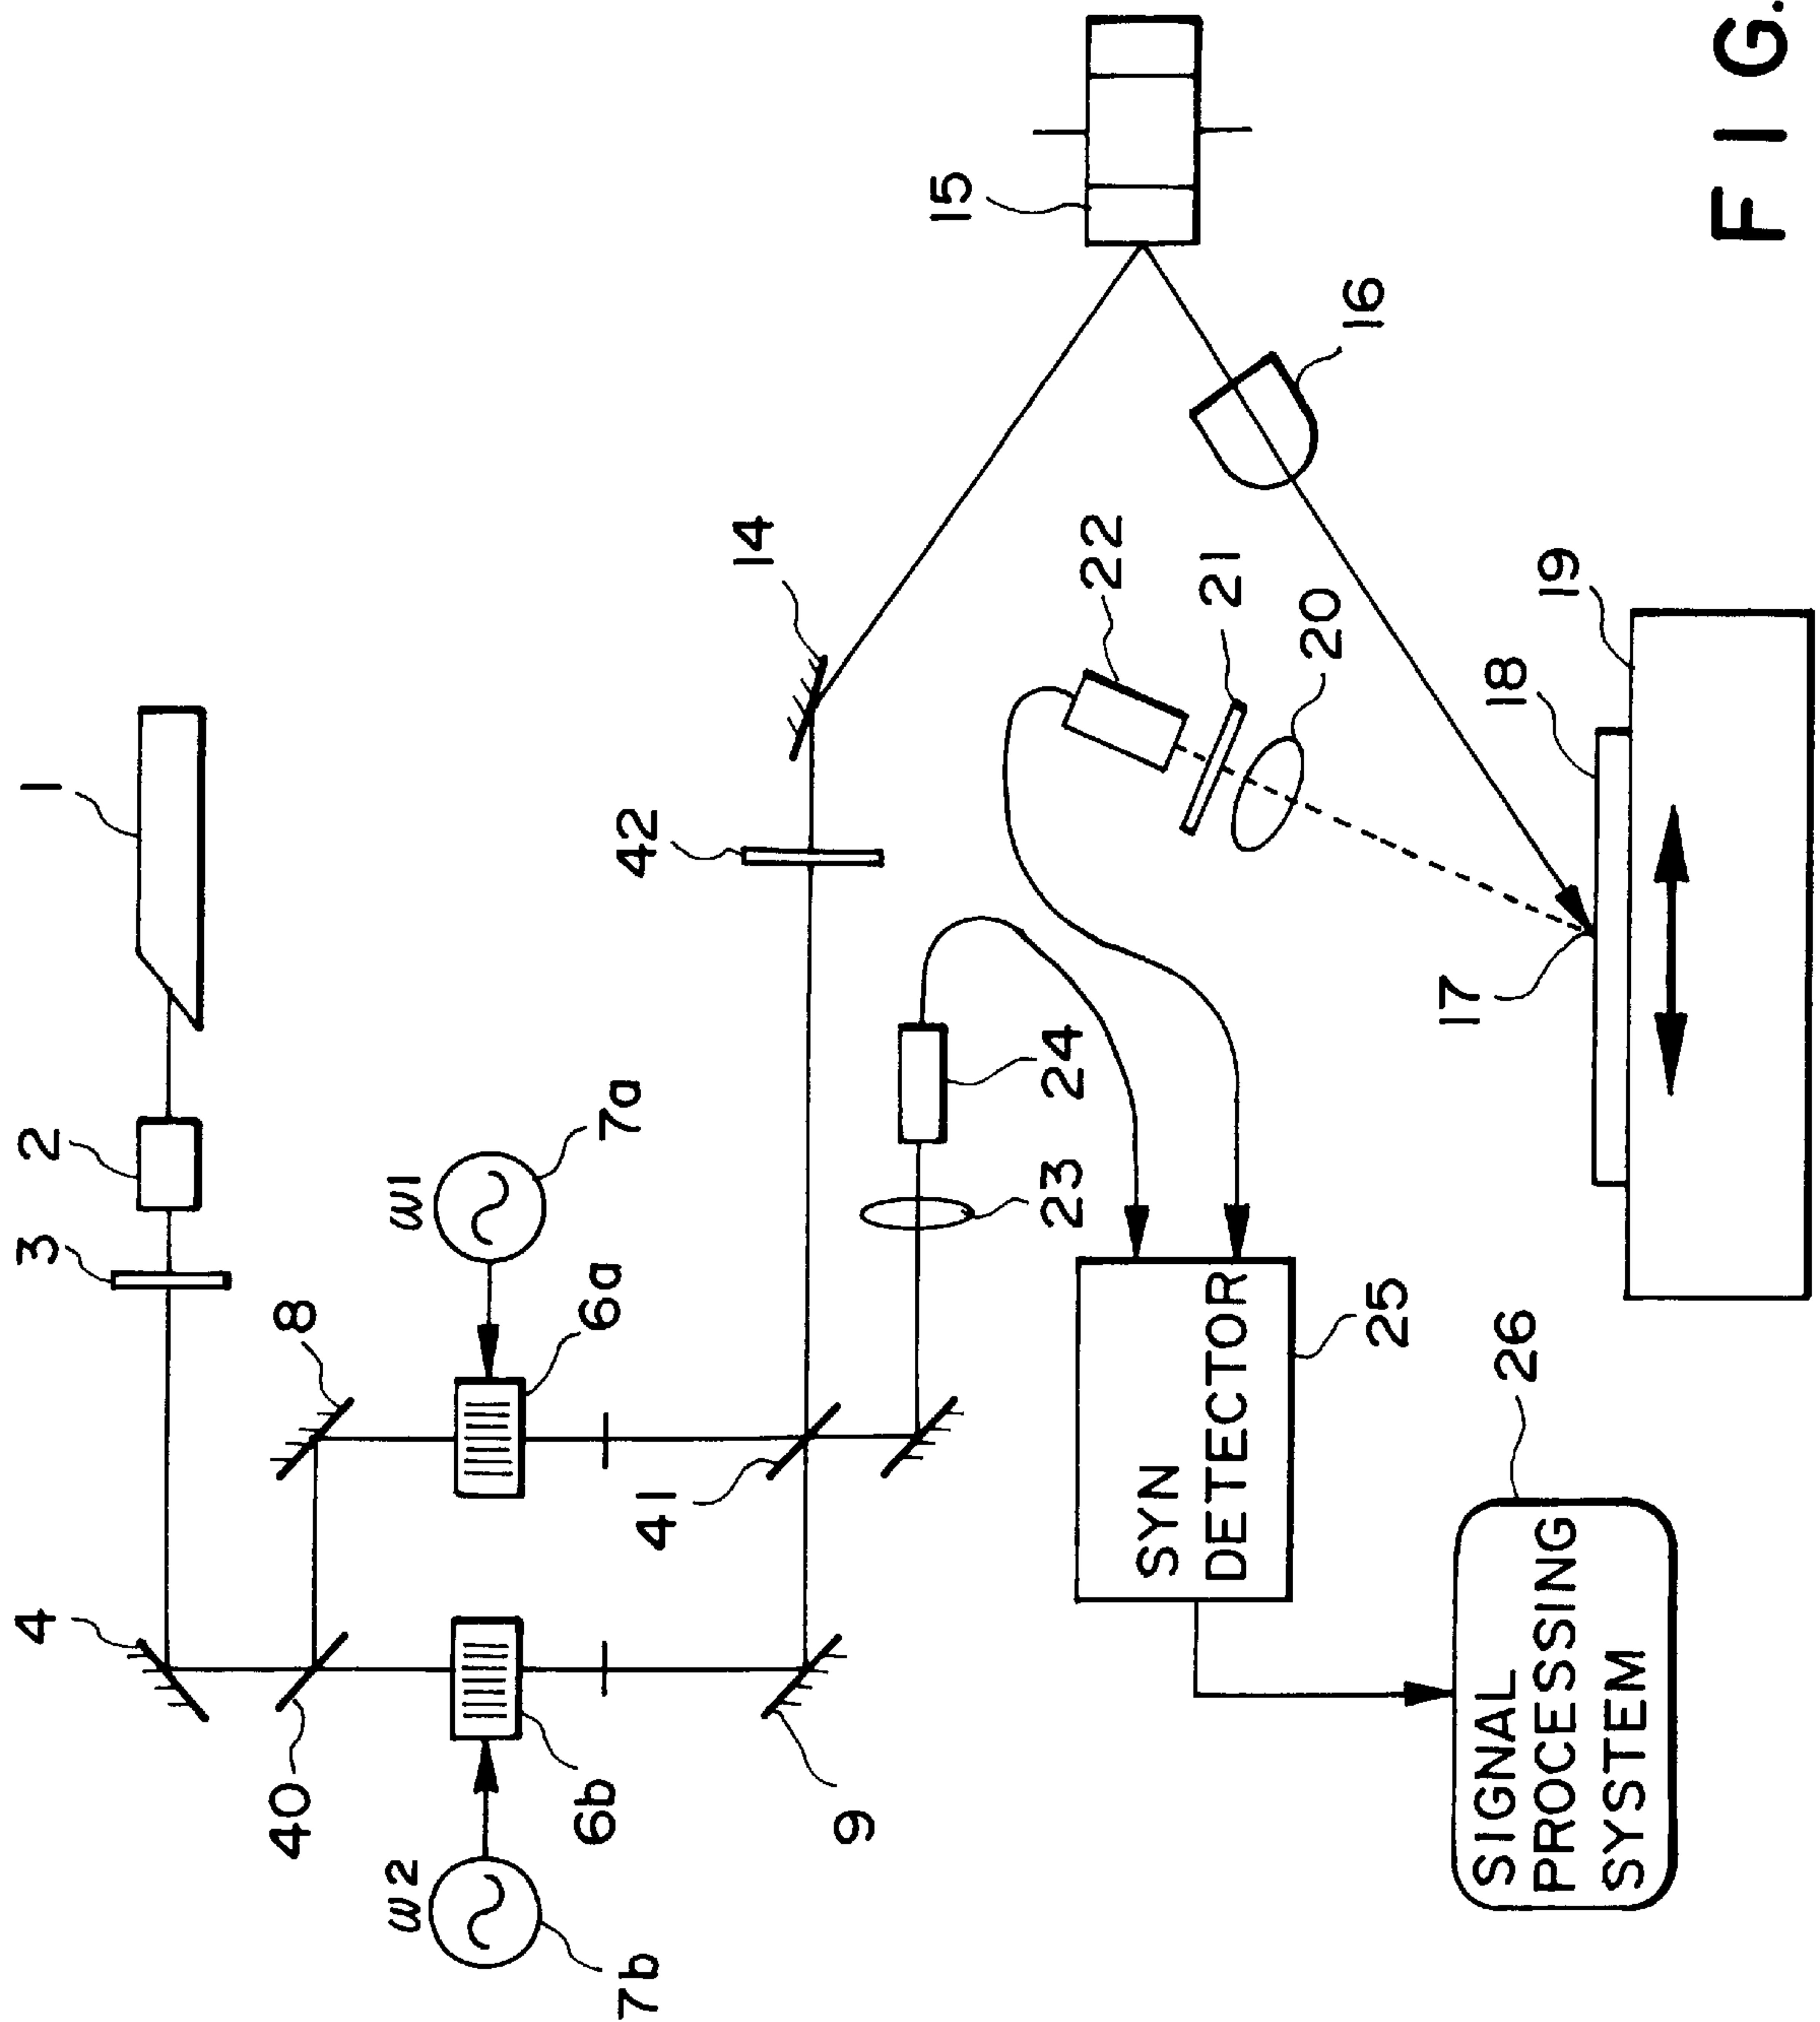 1
2
3
4
8
40
ω1
7a
6a
ω2
7b
6b
9
41
42
14
15
16
23
24
22
21
20
17
18
19
SYN
DETECTOR
25
SIGNAL
PROCESSING
SYSTEM
26
FIG.